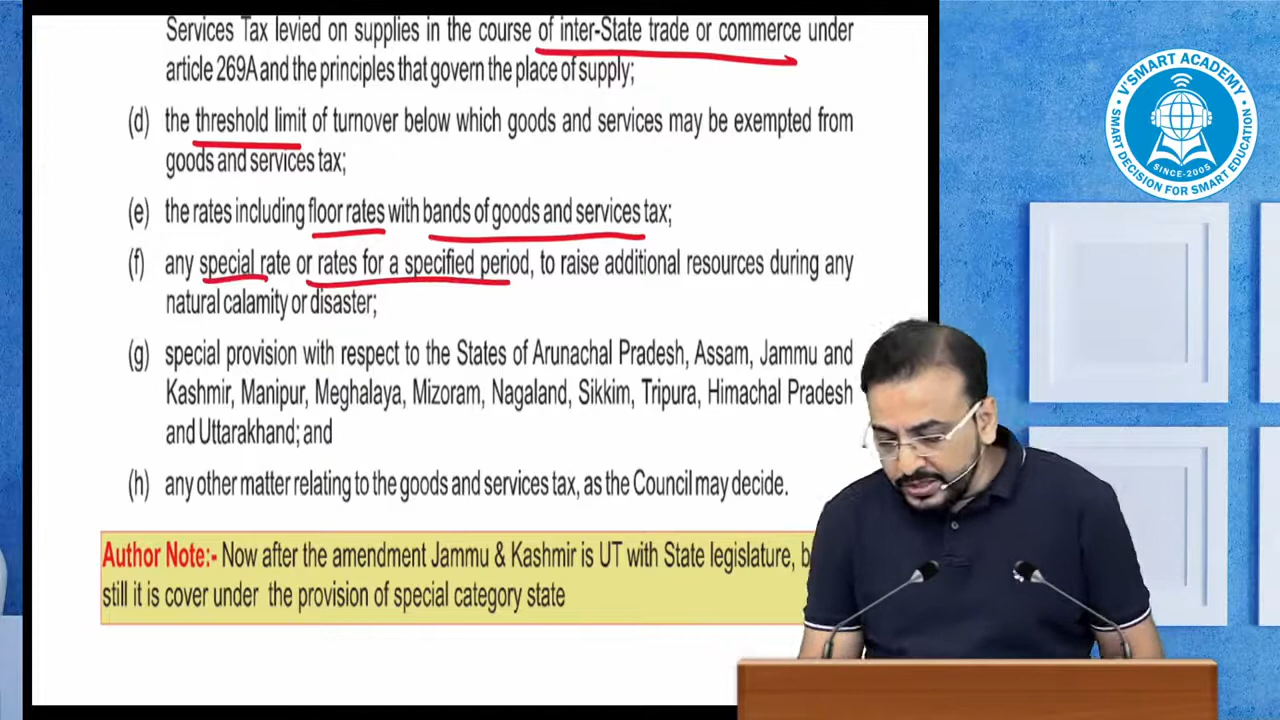 Services Tax levied on supplies in the course of inter-State trade or commerce under
article 269A and the principles that govern the place of supply;
(d) the threshold limit of turnover below which goods and services may be exempted from
goods and services tax;
(e) the rates including floor rates with bands of goods and services tax;
(f) any special rate or rates for a specified period, to raise additional resources during any
natural calamity or disaster;
(g) special provision with respect to the States of Arunachal Pradesh, Assam, Jammu and
Kashmir, Manipur, Meghalaya, Mizoram, Nagaland, Sikkim, Tripura, Himachal Pradesh
and Uttarakhand; and
(h) any other matter relating to the goods and services tax, as the Council may decide.
Author Note:- Now after the amendment Jammu & Kashmir is UT with State legislature,
still it is cover under the provision of special category state
V'SMART ACADEMY
SINCE-2005
SMART DECISION FOR SMART EDUCATION